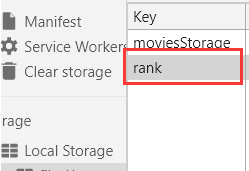 Manifest
Service Workers
Clear storage
rage
Local Storage
Key
moviesStorage
rank